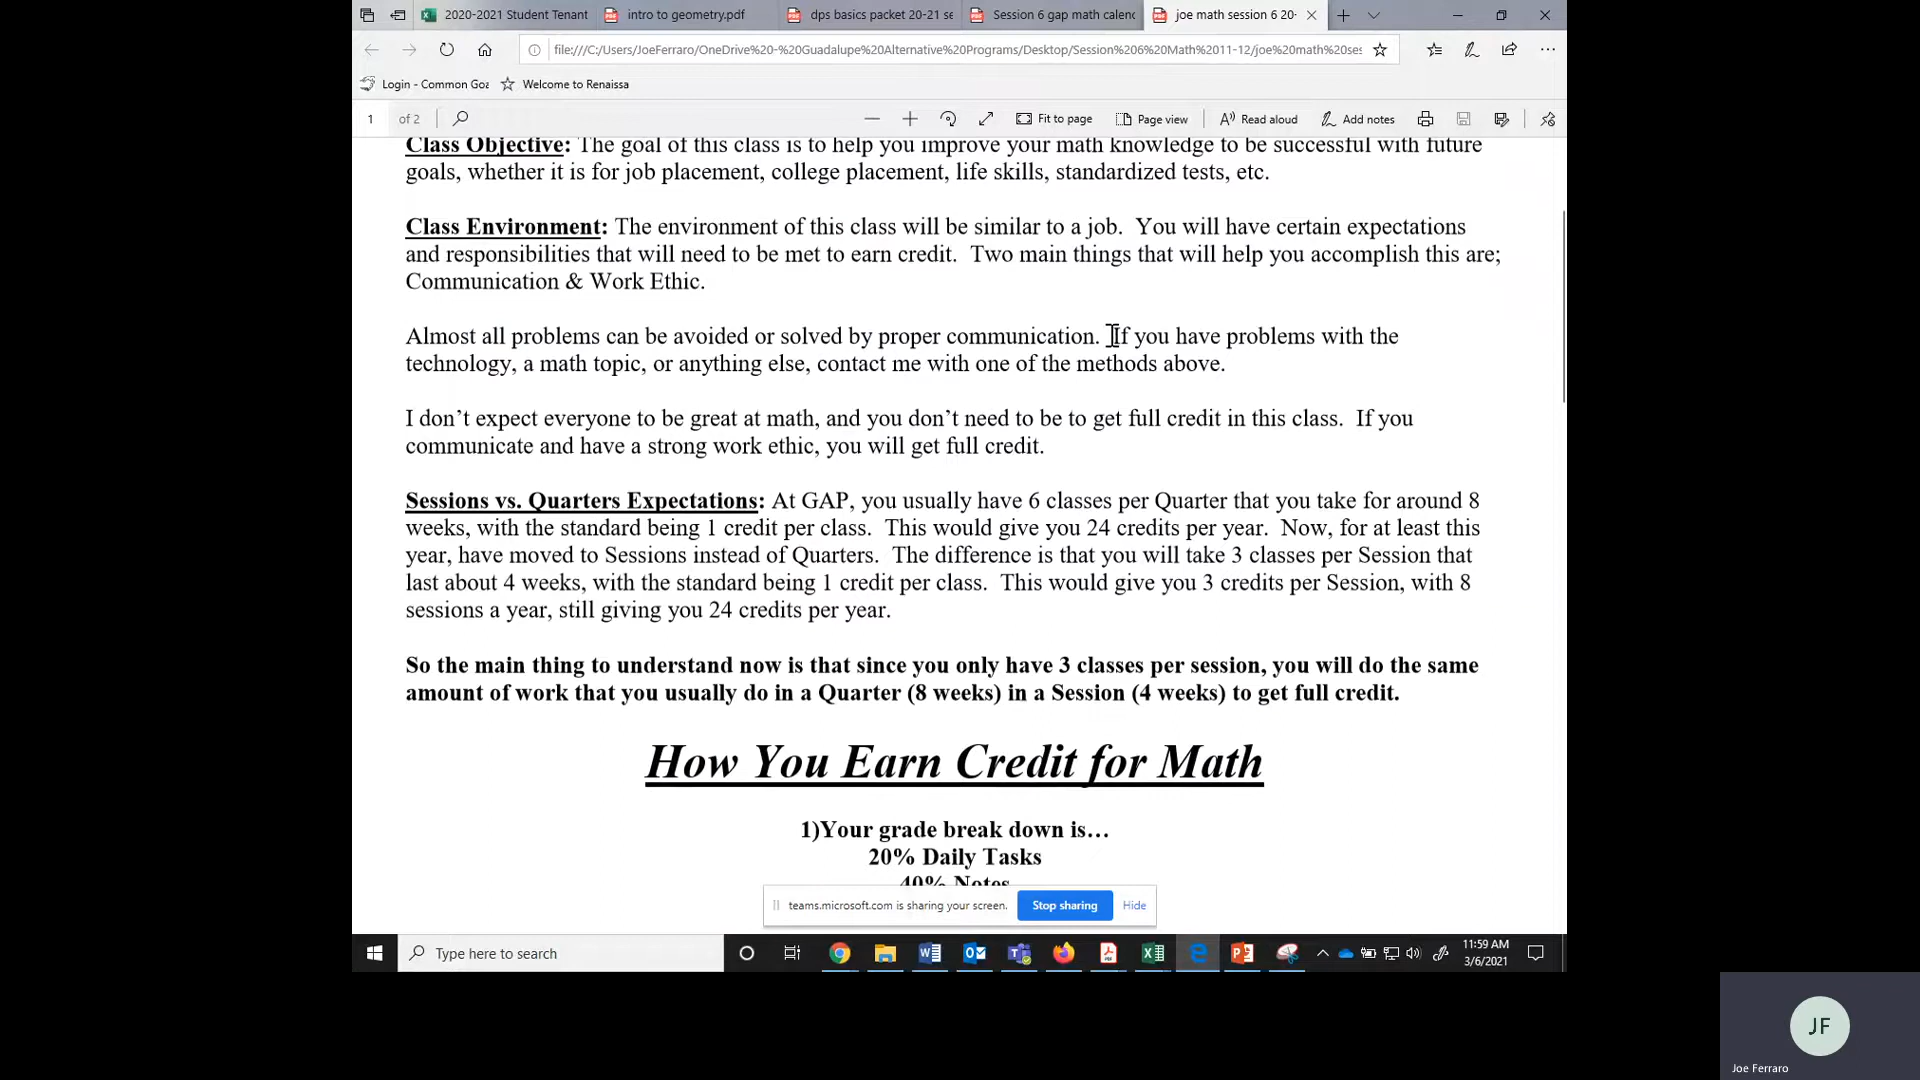 2020-2021 Student Tenant
intro to geometry.pdf
dps basics packet 20-21 se
Session 6 gap math calenc
joe math session 6 20-
file:///C:/Users/JoeFerraro/OneDrive%20-%20Guadalupe%20Alternative%20Programs/Desktop/Session%206%20Math%2011-12/joe%20math%20ses
Login - Common Goa
Welcome to Renaissa
1 of 2
Fit to page
Page view
Read aloud
Add notes
Class Objective: The goal of this class is to help you improve your math knowledge to be successful with future
goals, whether it is for job placement, college placement, life skills, standardized tests, etc.
Class Environment: The environment of this class will be similar to a job. You will have certain expectations
and responsibilities that will need to be met to earn credit. Two main things that will help you accomplish this are;
Communication & Work Ethic.
Almost all problems can be avoided or solved by proper communication. If you have problems with the
technology, a math topic, or anything else, contact me with one of the methods above.
I don’t expect everyone to be great at math, and you don’t need to be to get full credit in this class. If you
communicate and have a strong work ethic, you will get full credit.
Sessions vs. Quarters Expectations: At GAP, you usually have 6 classes per Quarter that you take for around 8
weeks, with the standard being 1 credit per class. This would give you 24 credits per year. Now, for at least this
year, have moved to Sessions instead of Quarters. The difference is that you will take 3 classes per Session that
last about 4 weeks, with the standard being 1 credit per class. This would give you 3 credits per Session, with 8
sessions a year, still giving you 24 credits per year.
So the main thing to understand now is that since you only have 3 classes per session, you will do the same
amount of work that you usually do in a Quarter (8 weeks) in a Session (4 weeks) to get full credit.
How You Earn Credit for Math
1)Your grade break down is…
20% Daily Tasks
40% Notes
teams.microsoft.com is sharing your screen.
Stop sharing
Hide
Type here to search
11:59 AM
3/6/2021
JF
Joe Ferraro